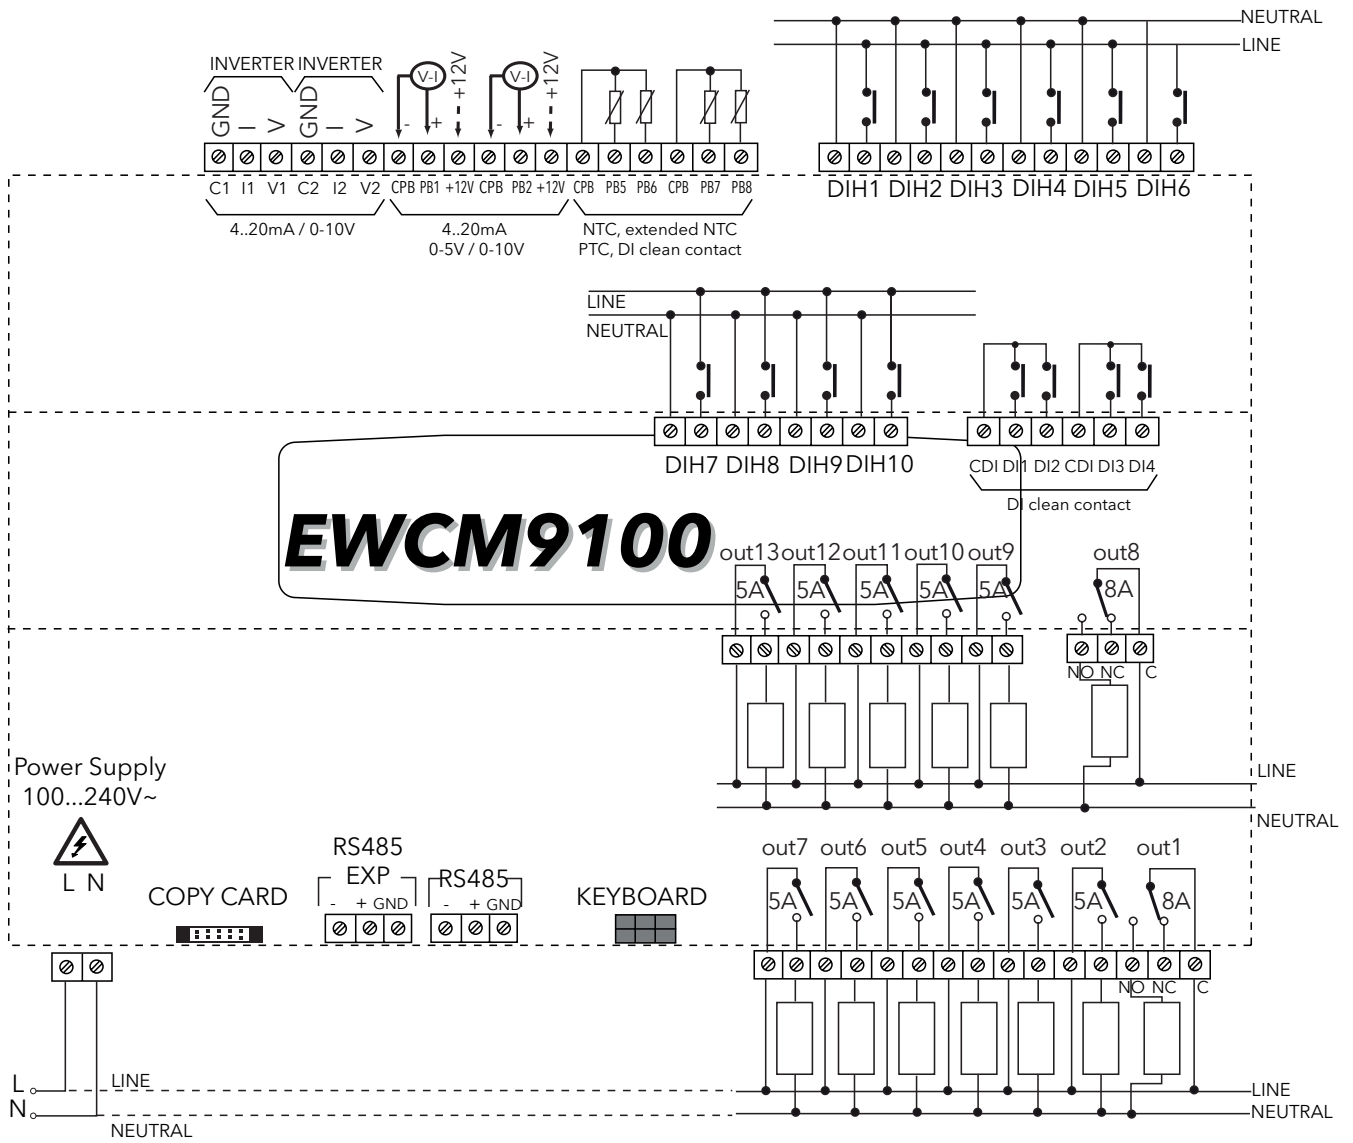 NEUTRAL
LINE
INVERTER INVERTER
GND I V GND I V
- V-I + +12V - V-I + +12V
C1 I1 V1 C2 I2 V2 CPB PB1 +12V CPB PB2 +12V CPB PB5 PB6 CPB PB7 PB8
DIH1 DIH2 DIH3 DIH4 DIH5 DIH6
4..20mA / 0-10V
4..20mA
0-5V / 0-10V
NTC, extended NTC
PTC, DI clean contact
LINE
NEUTRAL
DIH7 DIH8 DIH9 DIH10
CDI DI1 DI2 CDI DI3 DI4
DI clean contact
EWCM9100
out13 out12 out11 out10 out9 out8
5A 5A 5A 5A 5A 8A
NO NC C
LINE
NEUTRAL
Power Supply
100...240V~
L N
COPY CARD
RS485
EXP
- + GND
RS485
- + GND
KEYBOARD
out7 out6 out5 out4 out3 out2 out1
5A 5A 5A 5A 5A 5A 8A
NO NC C
L LINE
N
NEUTRAL
LINE
NEUTRAL